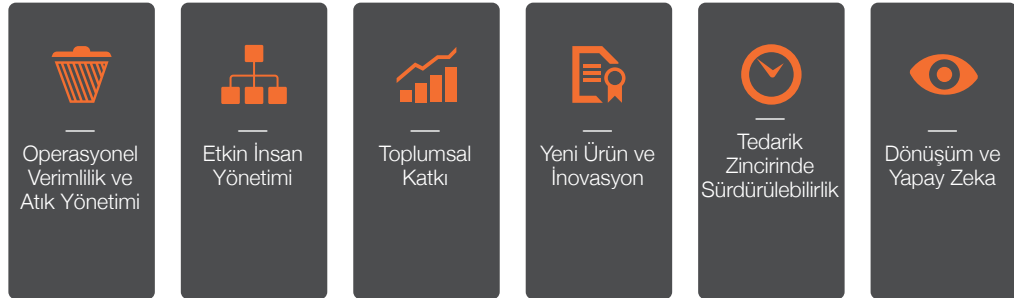 Operasyonel
Verimlilik ve
Atık Yönetimi
Etkin İnsan
Yönetimi
Toplumsal
Katkı
Yeni Ürün ve
İnovasyon
Tedarik
Zincirinde
Sürdürülebilirlik
Dönüşüm ve
Yapay Zeka